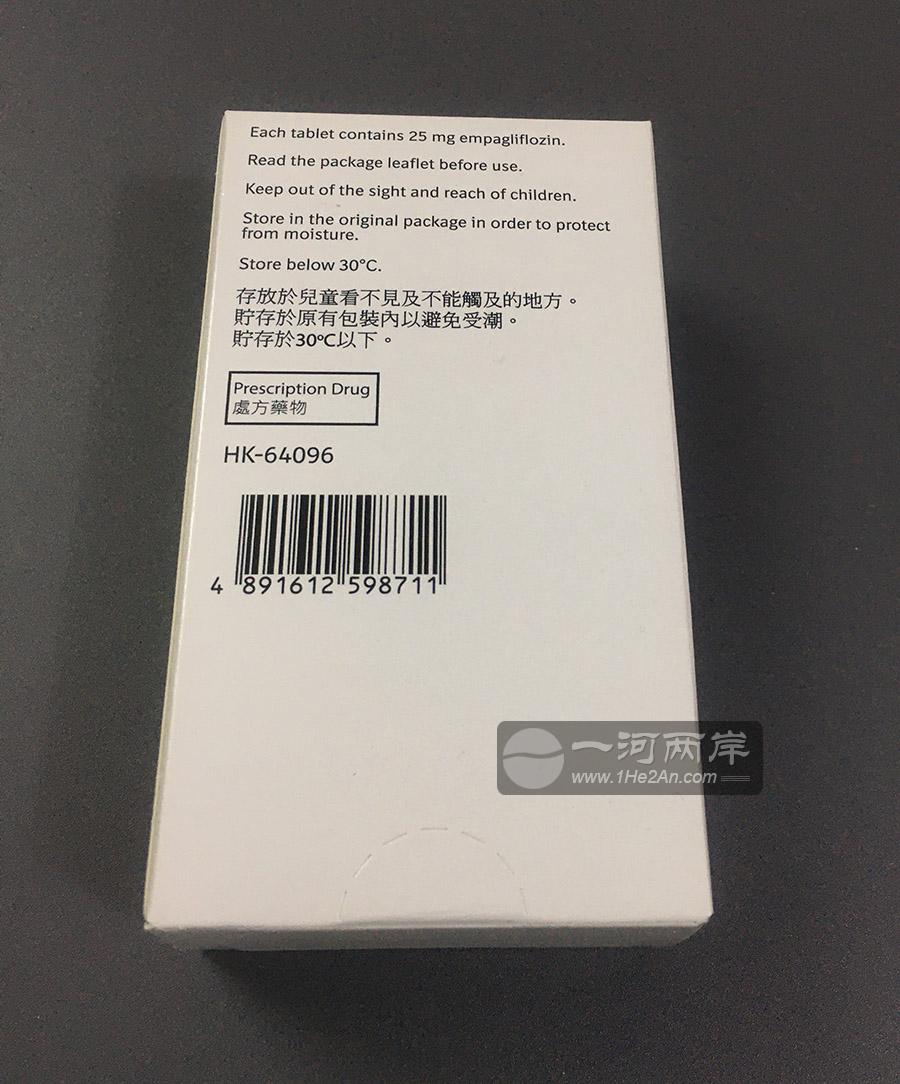 Each tablet contains 25 mg empagliflozin.
Read the package leaflet before use.
Keep out of the sight and reach of children.
Store in the original package in order to protect
from moisture.
Store below 30°C.
存放於兒童看不見及不能觸及的地方。
貯存於原有包裝內以避免受潮。
貯存於30ºC以下。
Prescription Drug
處方藥物
HK-64096
4 891612 598711
一河两岸
www.1He2An.com